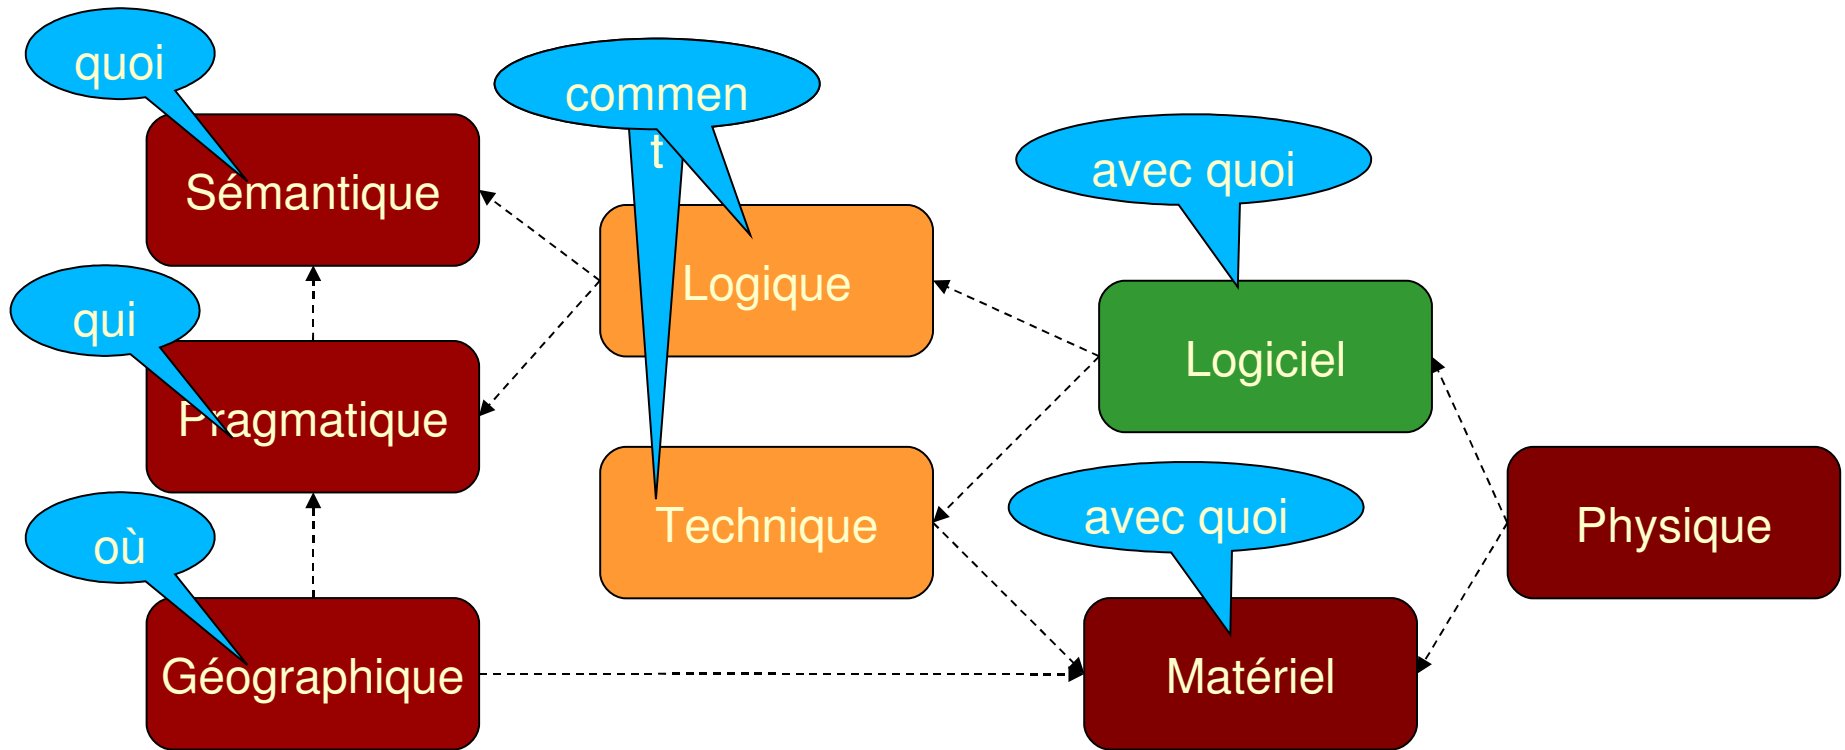 quoi
Sémantique
qui
Pragmatique
où
Géographique
commen
t
Logique
Technique
avec quoi
Logiciel
avec quoi
Matériel
Physique